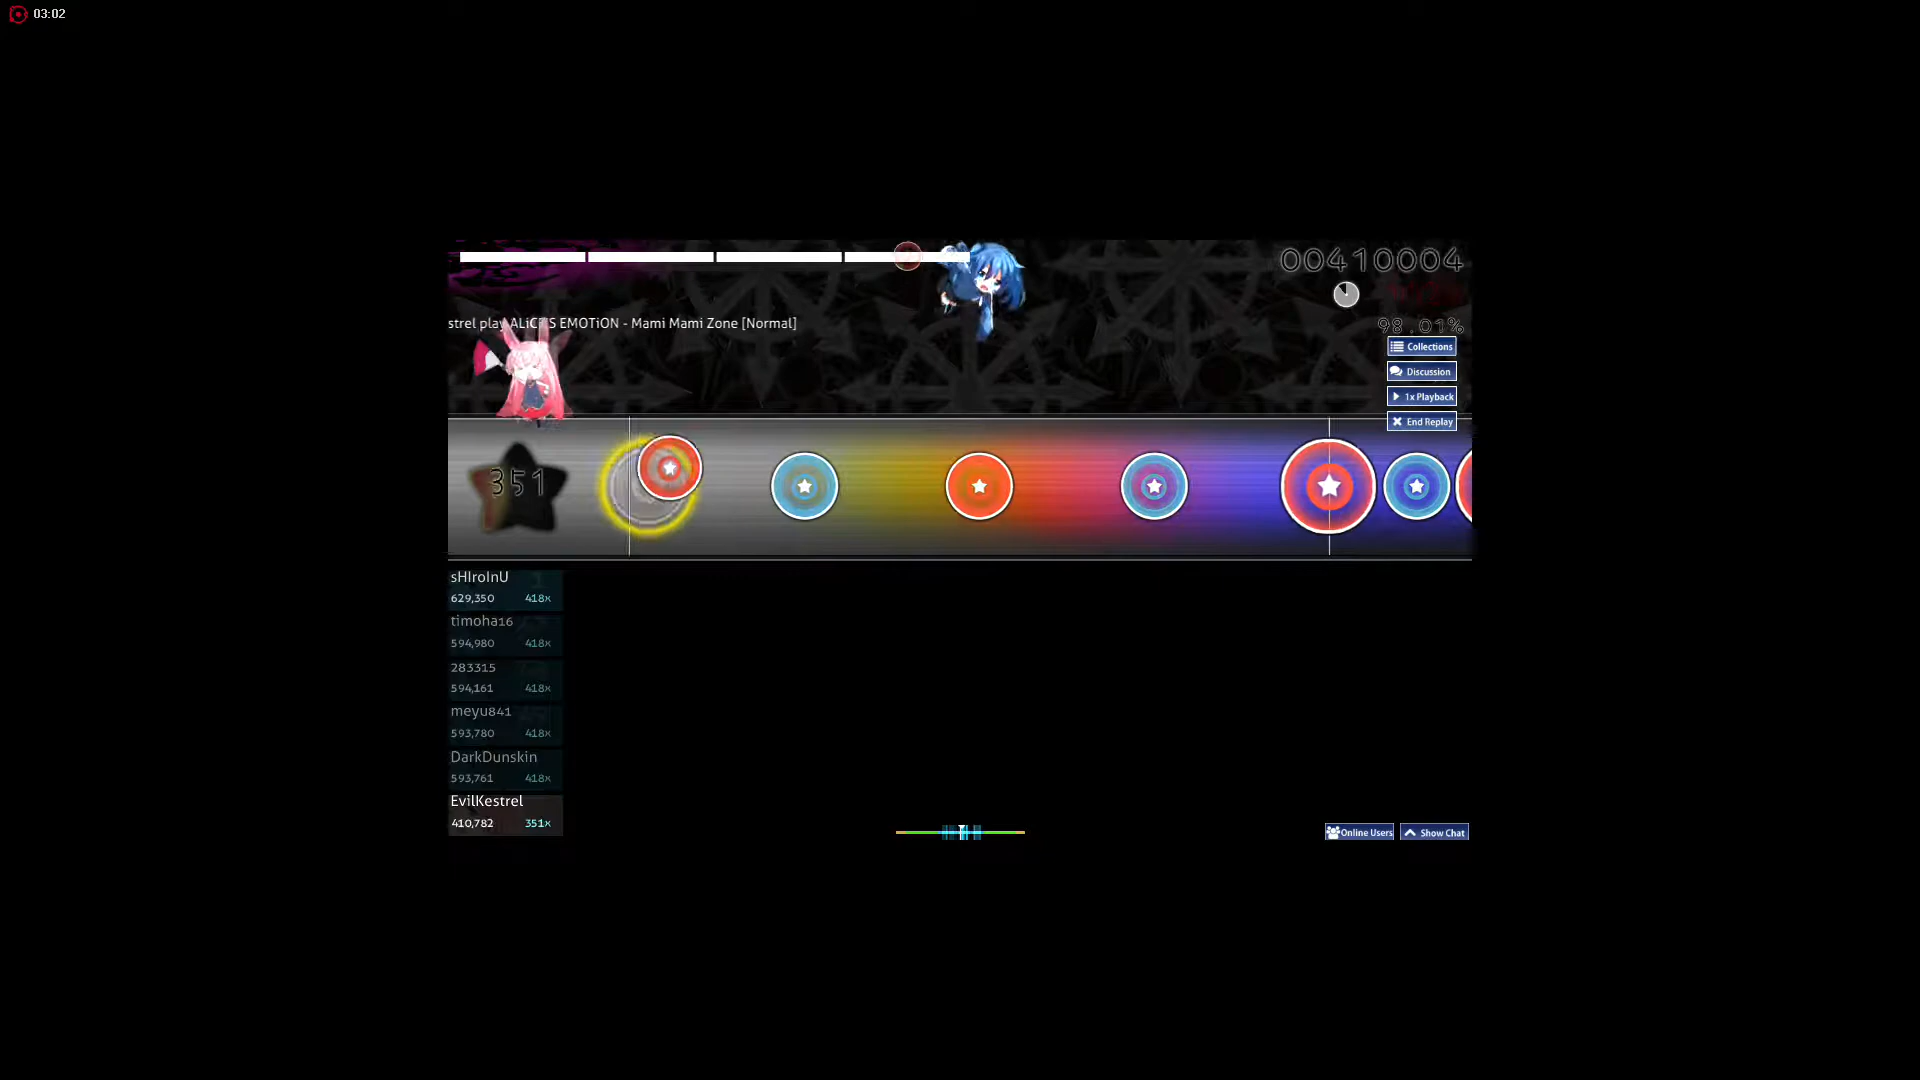 03:02
00410004
strel play ALiCE'S EMOTiON - Mami Mami Zone [Normal]
98.01%
Collections
Discussion
1x Playback
End Replay
351
sHIroInU
629,350 418x
timoha16
594,980 418x
283315
594,161 418x
meyu841
593,780 418x
DarkDunskin
593,761 418x
EvilKestrel
410,782 351x
Online Users Show Chat